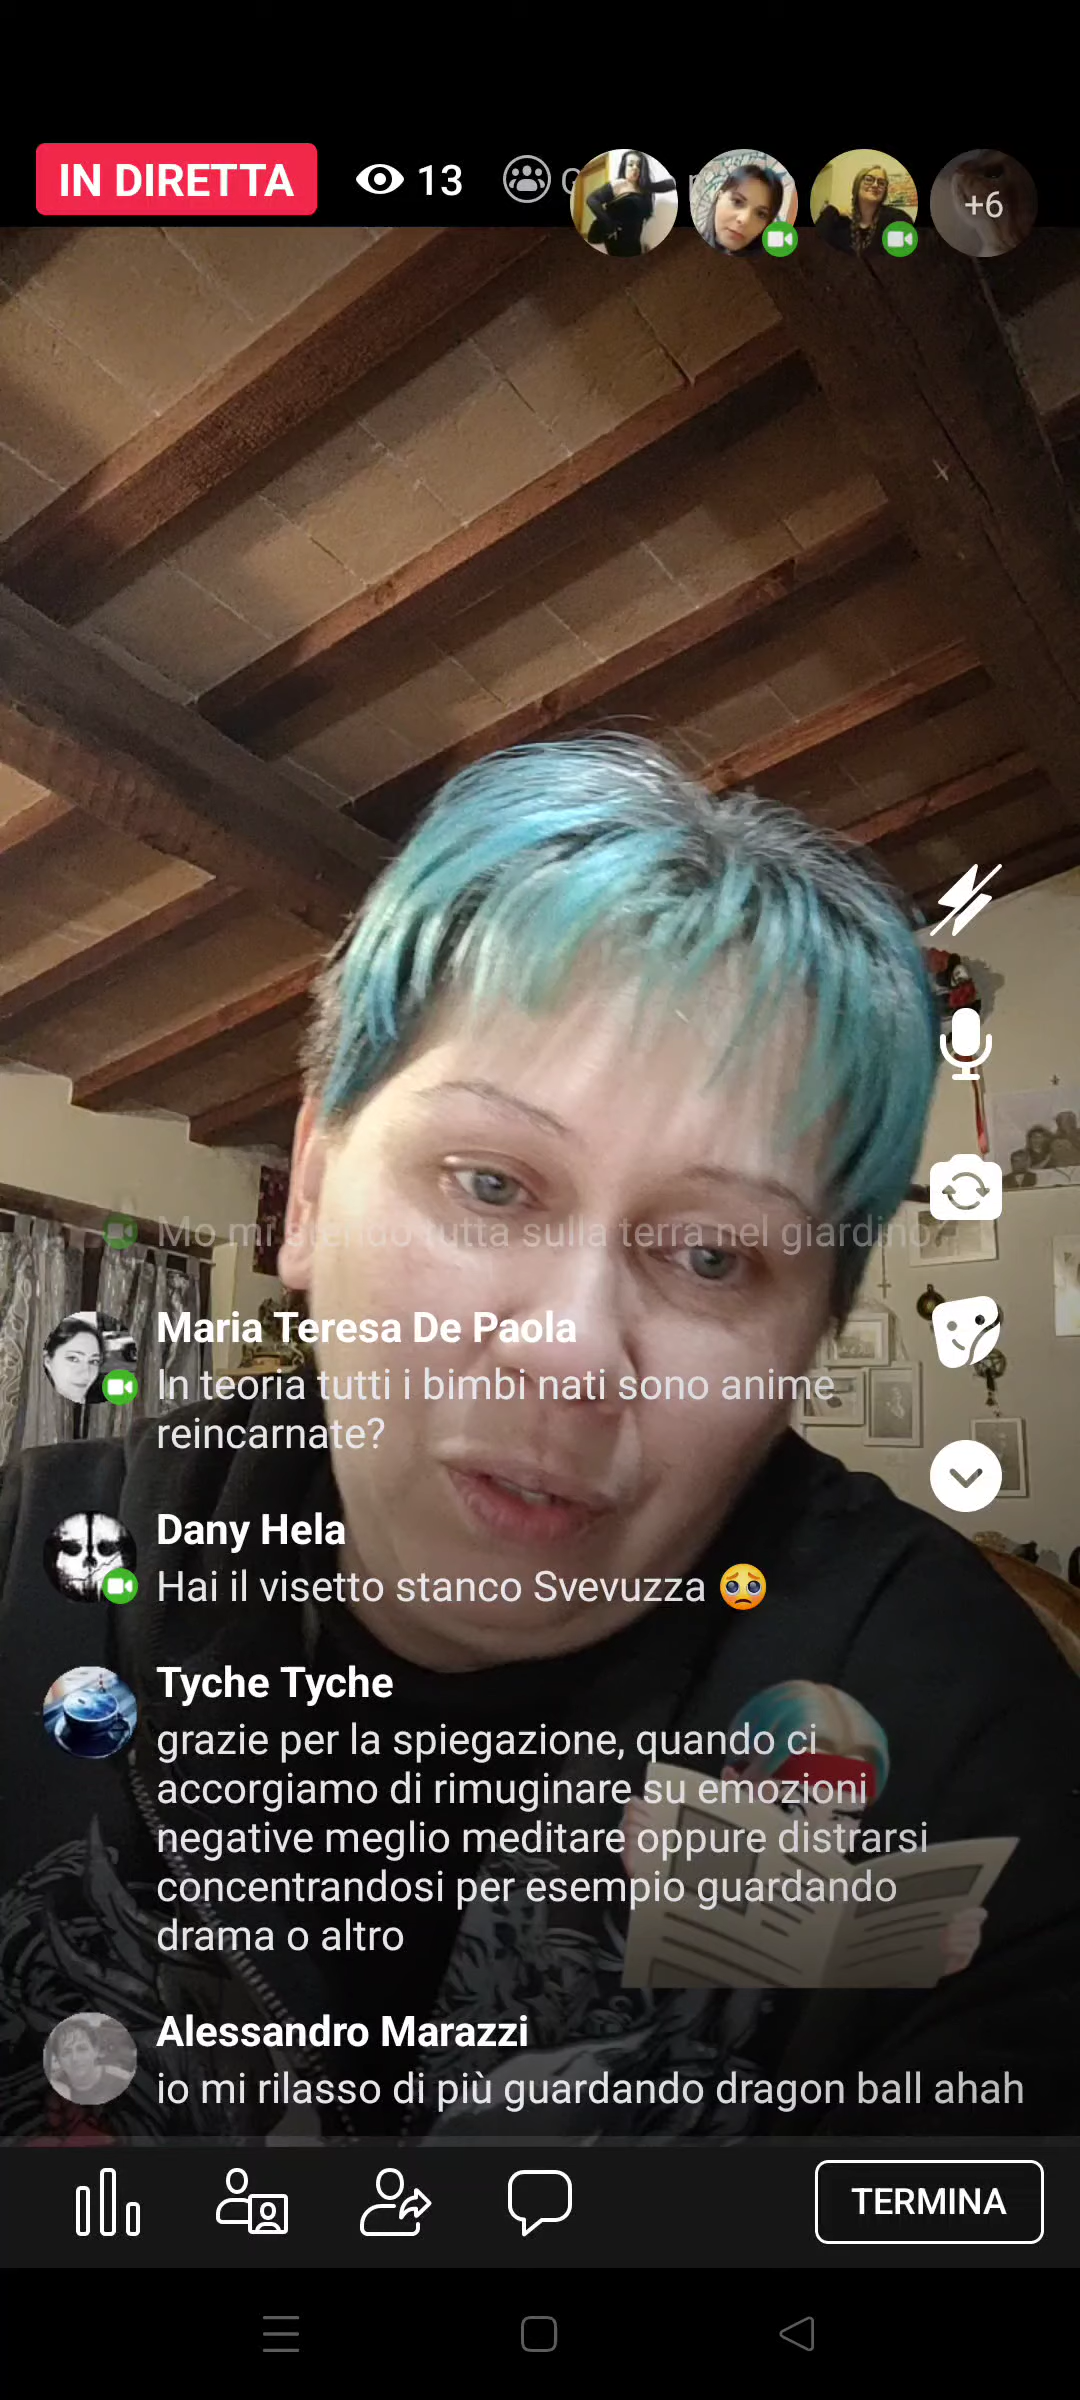 IN DIRETTA
13
+6
Mo mi stendo tutta sulla terra nel giardino
Maria Teresa De Paola
In teoria tutti i bimbi nati sono anime
reincarnate?
Dany Hela
Hai il visetto stanco Svevuzza 🥺
Tyche Tyche
grazie per la spiegazione, quando ci
accorgiamo di rimuginare su emozioni
negative meglio meditare oppure distrarsi
concentrandosi per esempio guardando
drama o altro
Alessandro Marazzi
io mi rilasso di più guardando dragon ball ahah
TERMINA